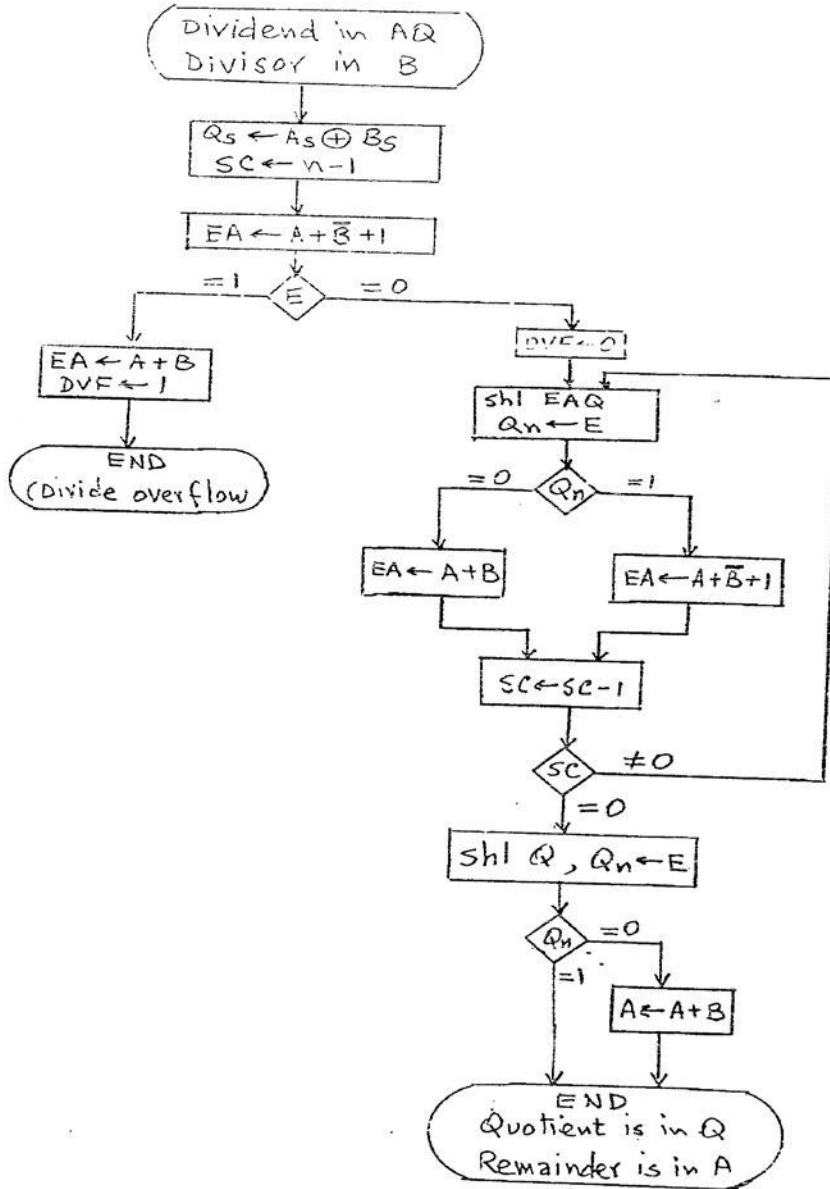 Dividend in AQ
Divisor in B
Qs ← As ⊕ Bs
SC ← n-1
EA ← A + B̅ + 1
E
=1
=0
EA ← A + B
DVF ← 1
END
(Divide overflow
DVF ← 0
shl EAQ
Qn ← E
Qn
=0
=1
EA ← A + B
EA ← A + B̅ + 1
SC ← SC - 1
SC
≠0
=0
shl Q, Qn ← E
Qn
=0
=1
A ← A + B
END
Quotient is in Q
Remainder is in A